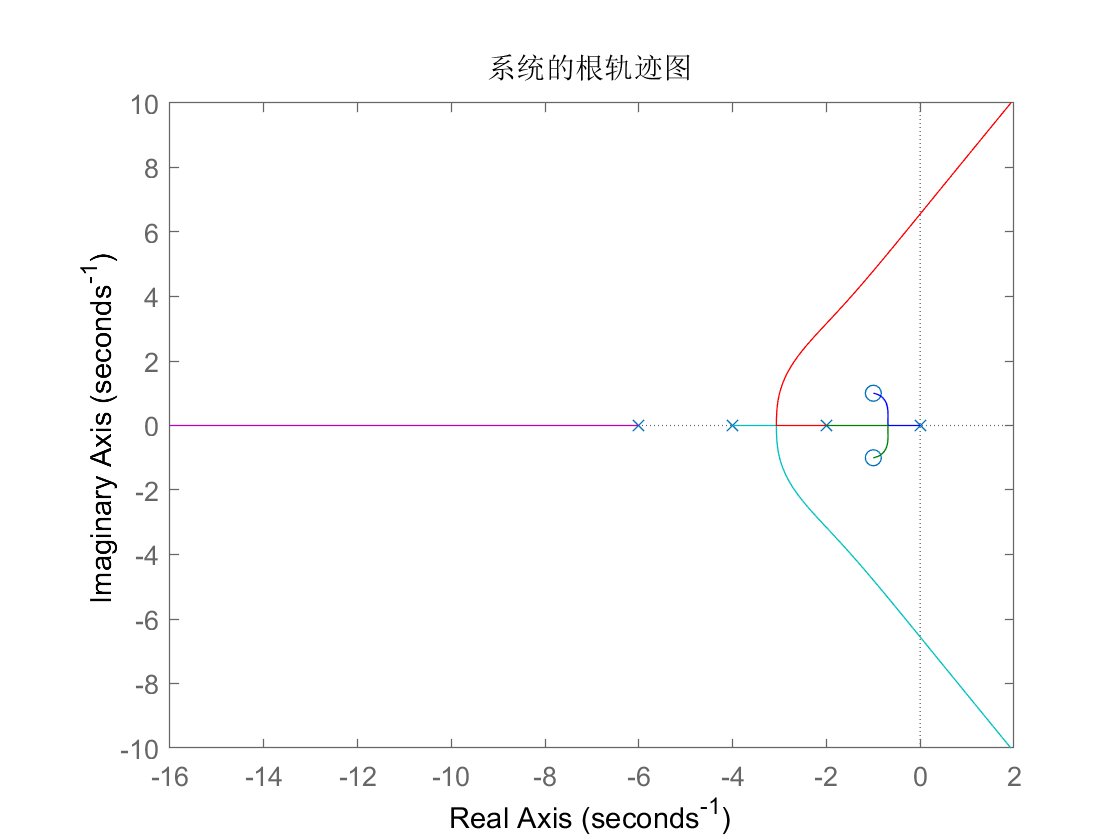 系统的根轨迹图
10
8
6
4
2
0
-2
-4
-6
-8
-10
Imaginary Axis (seconds⁻¹)
-16 -14 -12 -10 -8 -6 -4 -2 0 2
Real Axis (seconds⁻¹)